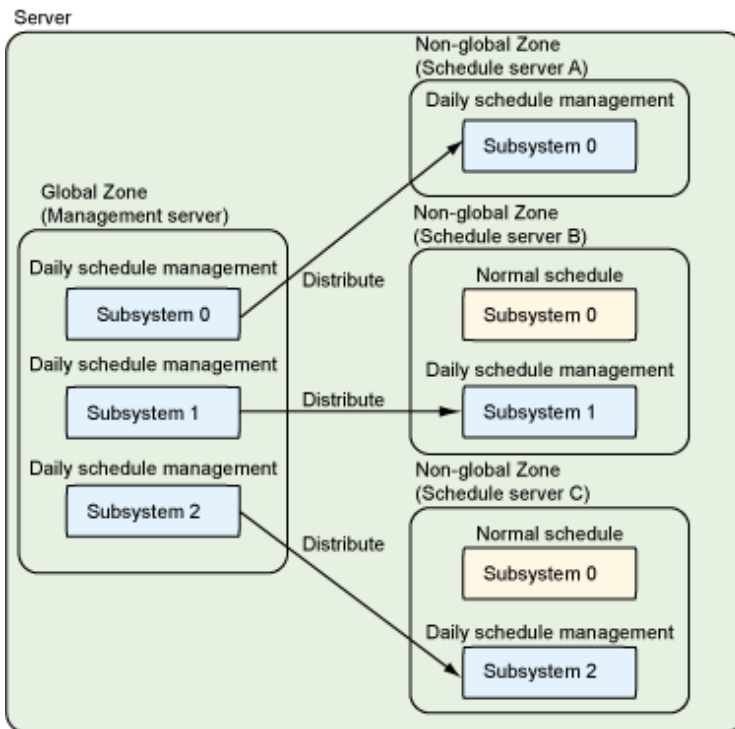 Server
Global Zone
(Management server)
Daily schedule management
Subsystem 0
Daily schedule management
Subsystem 1
Daily schedule management
Subsystem 2
Distribute
Distribute
Distribute
Non-global Zone
(Schedule server A)
Daily schedule management
Subsystem 0
Non-global Zone
(Schedule server B)
Normal schedule
Subsystem 0
Daily schedule management
Subsystem 1
Non-global Zone
(Schedule server C)
Normal schedule
Subsystem 0
Daily schedule management
Subsystem 2